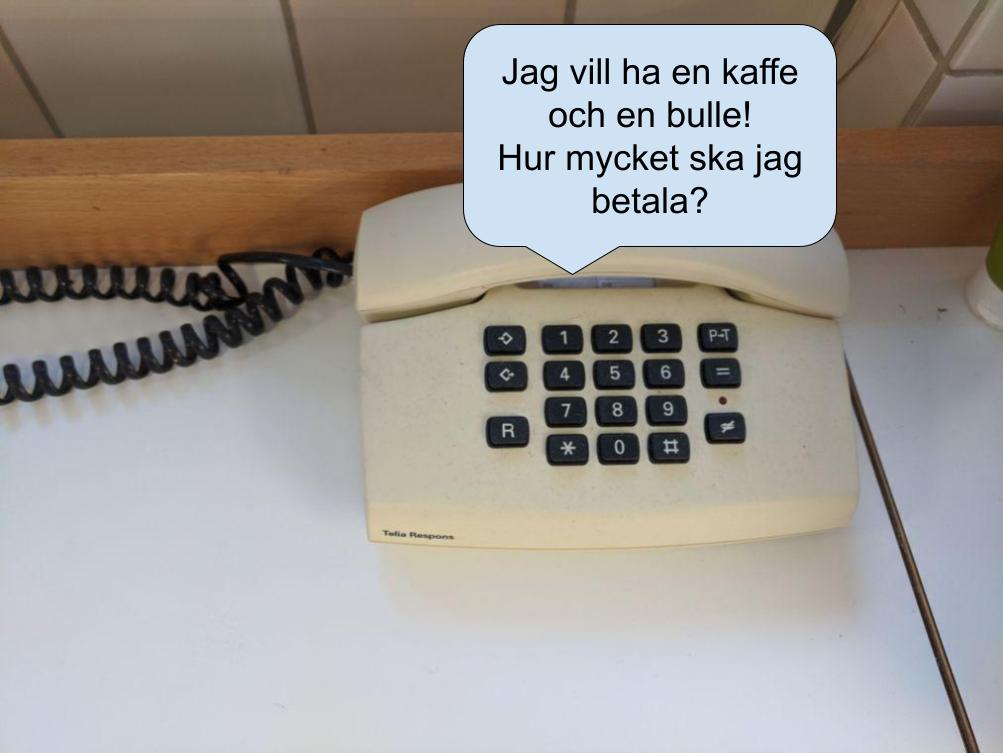 Jag vill ha en kaffe
och en bulle!
Hur mycket ska jag
betala?
1 2 3 P→T
4 5 6 =
7 8 9
R
* 0 #
Telia Respons